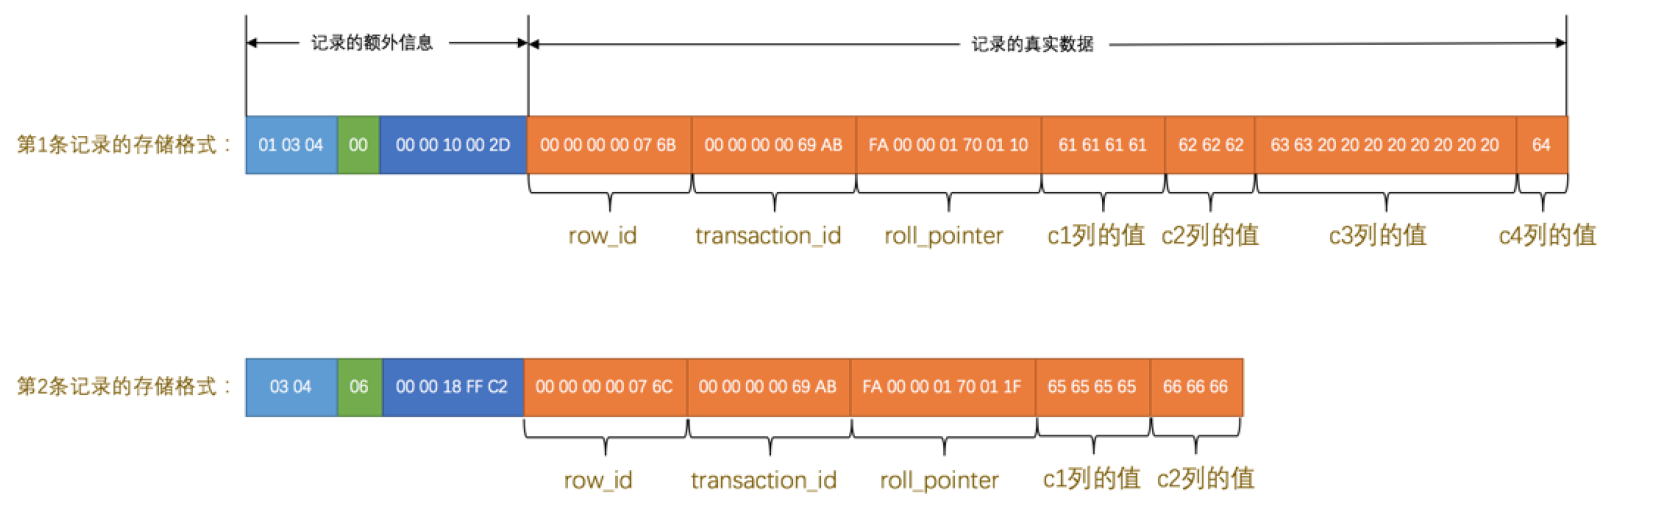 记录的额外信息 记录的真实数据
第1条记录的存储格式： 01 03 04 00 00 00 10 00 2D 00 00 00 00 07 6B 00 00 00 00 69 AB FA 00 00 01 70 01 10 61 61 61 61 62 62 62 63 63 20 20 20 20 20 20 20 20 64
row_id transaction_id roll_pointer c1列的值 c2列的值 c3列的值 c4列的值
第2条记录的存储格式： 03 04 06 00 00 18 FF C2 00 00 00 00 07 6C 00 00 00 00 69 AB FA 00 00 01 70 01 1F 65 65 65 65 66 66 66
row_id transaction_id roll_pointer c1列的值 c2列的值